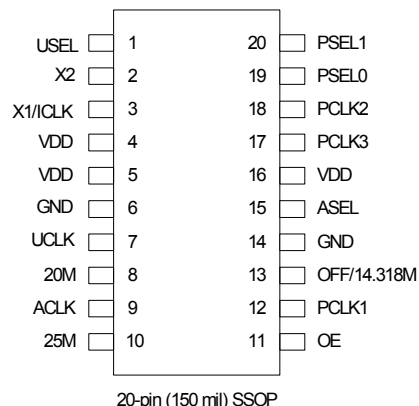 USEL 1 20 PSEL1
X2 2 19 PSEL0
X1/ICLK 3 18 PCLK2
VDD 4 17 PCLK3
VDD 5 16 VDD
GND 6 15 ASEL
UCLK 7 14 GND
20M 8 13 OFF/14.318M
ACLK 9 12 PCLK1
25M 10 11 OE
20-pin (150 mil) SSOP